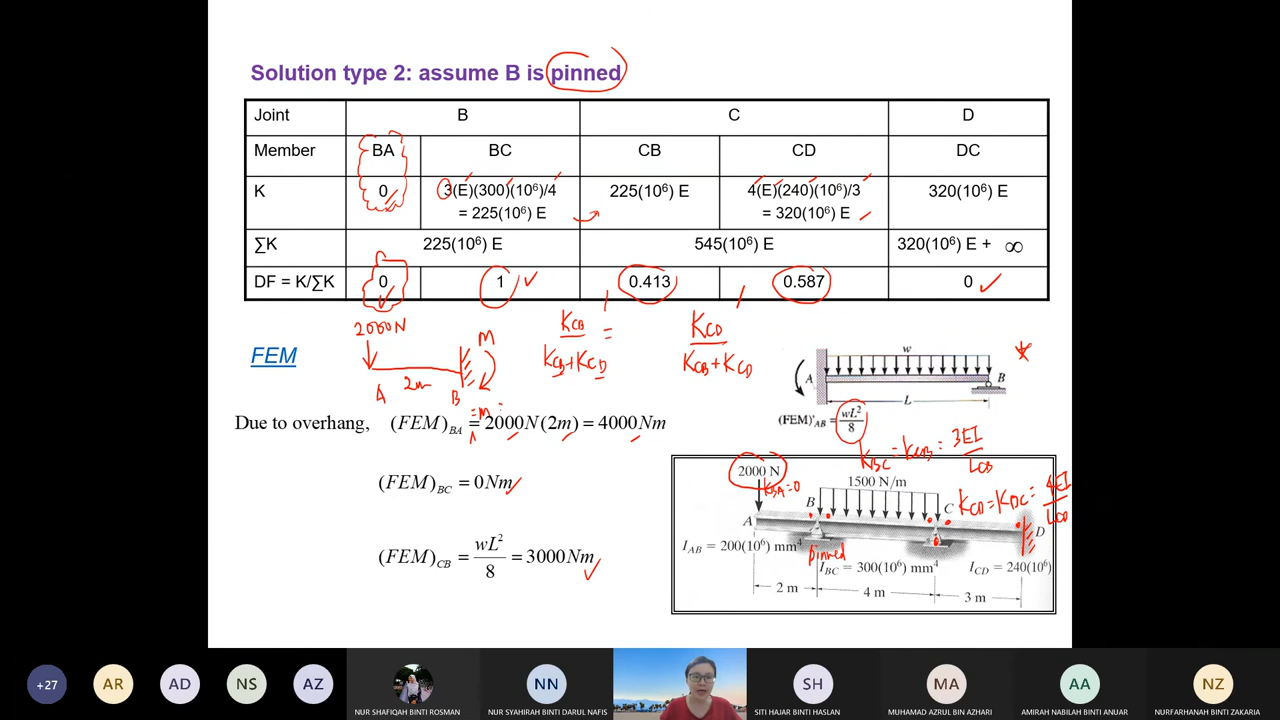 Solution type 2: assume B is pinned
Joint B C D
Member BA BC CB CD DC
K 0 3(E)(300)(10⁶)/4 = 225(10⁶) E 225(10⁶) E 4(E)(240)(10⁶)/3 = 320(10⁶) E 320(10⁶) E
∑K 225(10⁶) E 545(10⁶) E 320(10⁶) E + ∞
DF = K/∑K 0 1 0.413 0.587 0
2000N
A 2m B M
K_CB / K_CB+K_CD =
K_CD / K_CB+K_CD
FEM
w
A B
L
(FEM)'AB = wL²/8
Due to overhang, (FEM)BA = 2000N(2m) = 4000Nm
=M
(FEM)BC = 0Nm
(FEM)CB = wL²/8 = 3000Nm
K_BC = K_CB = 3EI/L_CB
2000 N
K_BA=0
1500 N/m
K_CD = K_DC = 4EI/L_CD
A B C D
pinned
I_AB = 200(10⁶) mm⁴
I_BC = 300(10⁶) mm⁴
I_CD = 240(10⁶)
2 m 4 m 3 m
+27 AR AD NS AZ NN SH MA AA NZ
NUR SHAFIQAH BINTI ROSMAN NUR SYAHIRAH BINTI DARUL NAFIS SITI HAJAR BINTI HASLAN MUHAMAD AZRUL BIN AZHARI AMIRAH NABILAH BINTI ANUAR NURFARHANAH BINTI ZAKARIA